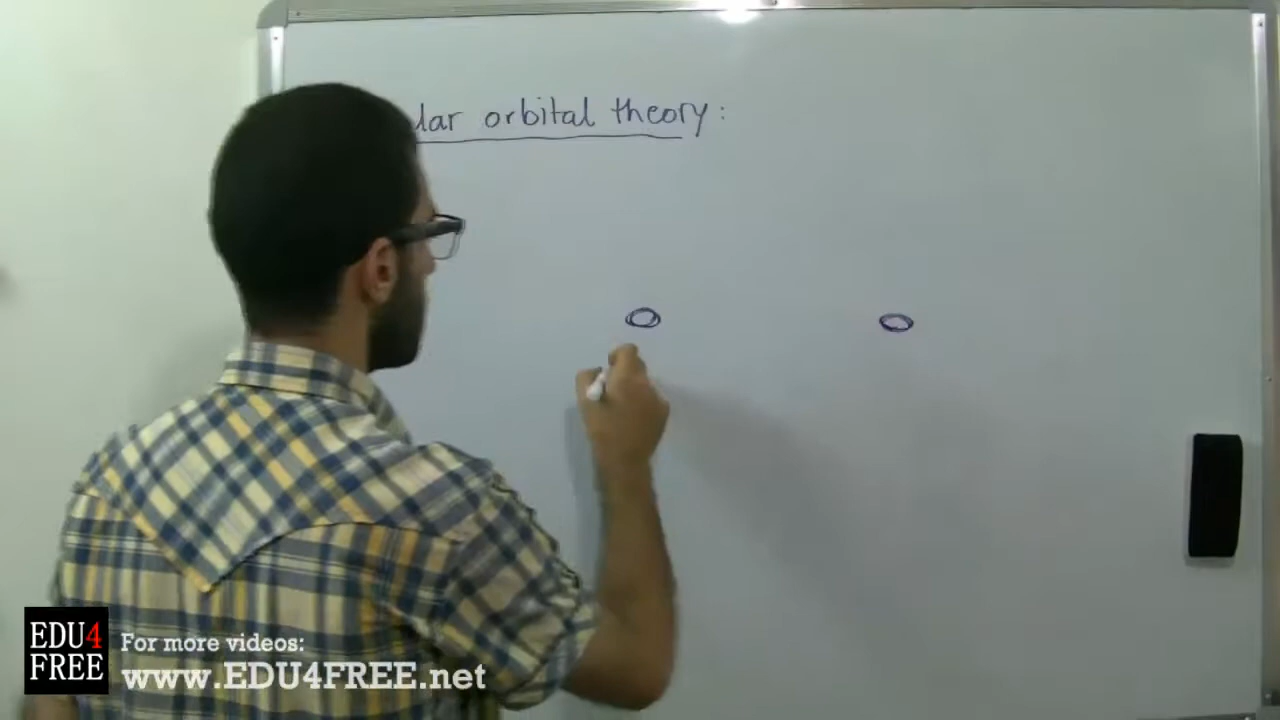 lar orbital theory:
EDU4
FREE
For more videos:
www.EDU4FREE.net